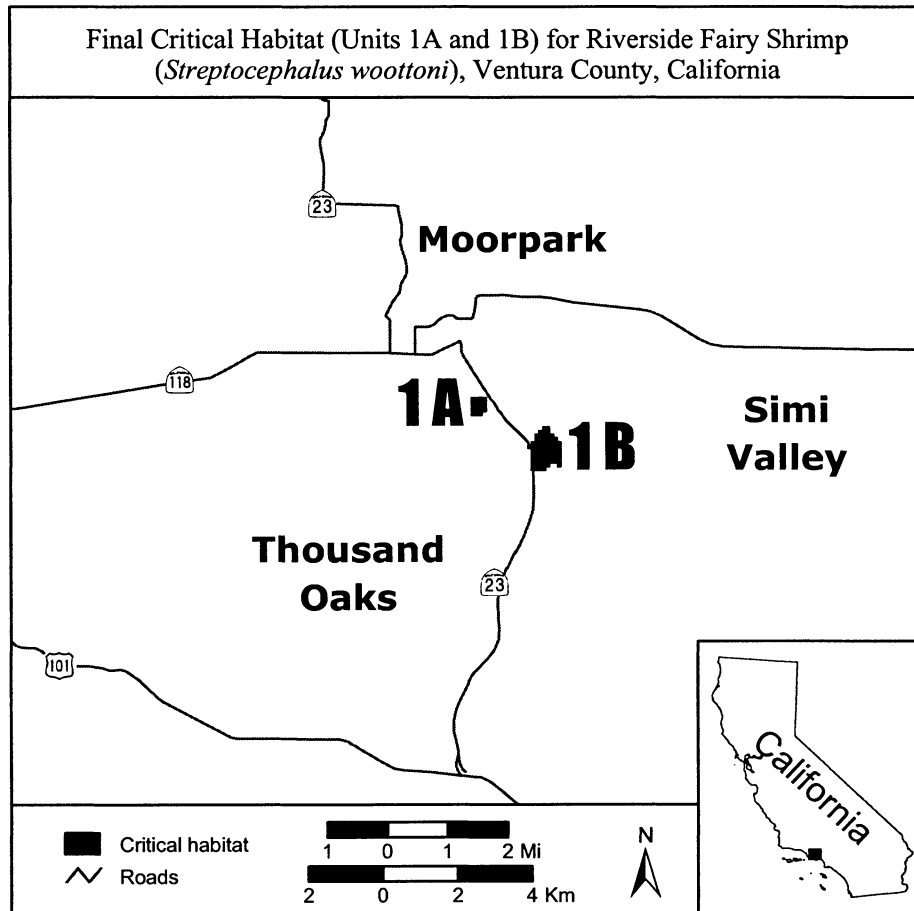 Final Critical Habitat (Units 1A and 1B) for Riverside Fairy Shrimp
(Streptocephalus woottoni), Ventura County, California
23
Moorpark
118
1A
1B
Simi
Valley
Thousand
Oaks
23
101
California
Critical habitat
Roads
1 0 1 2 Mi
2 0 2 4 Km
N